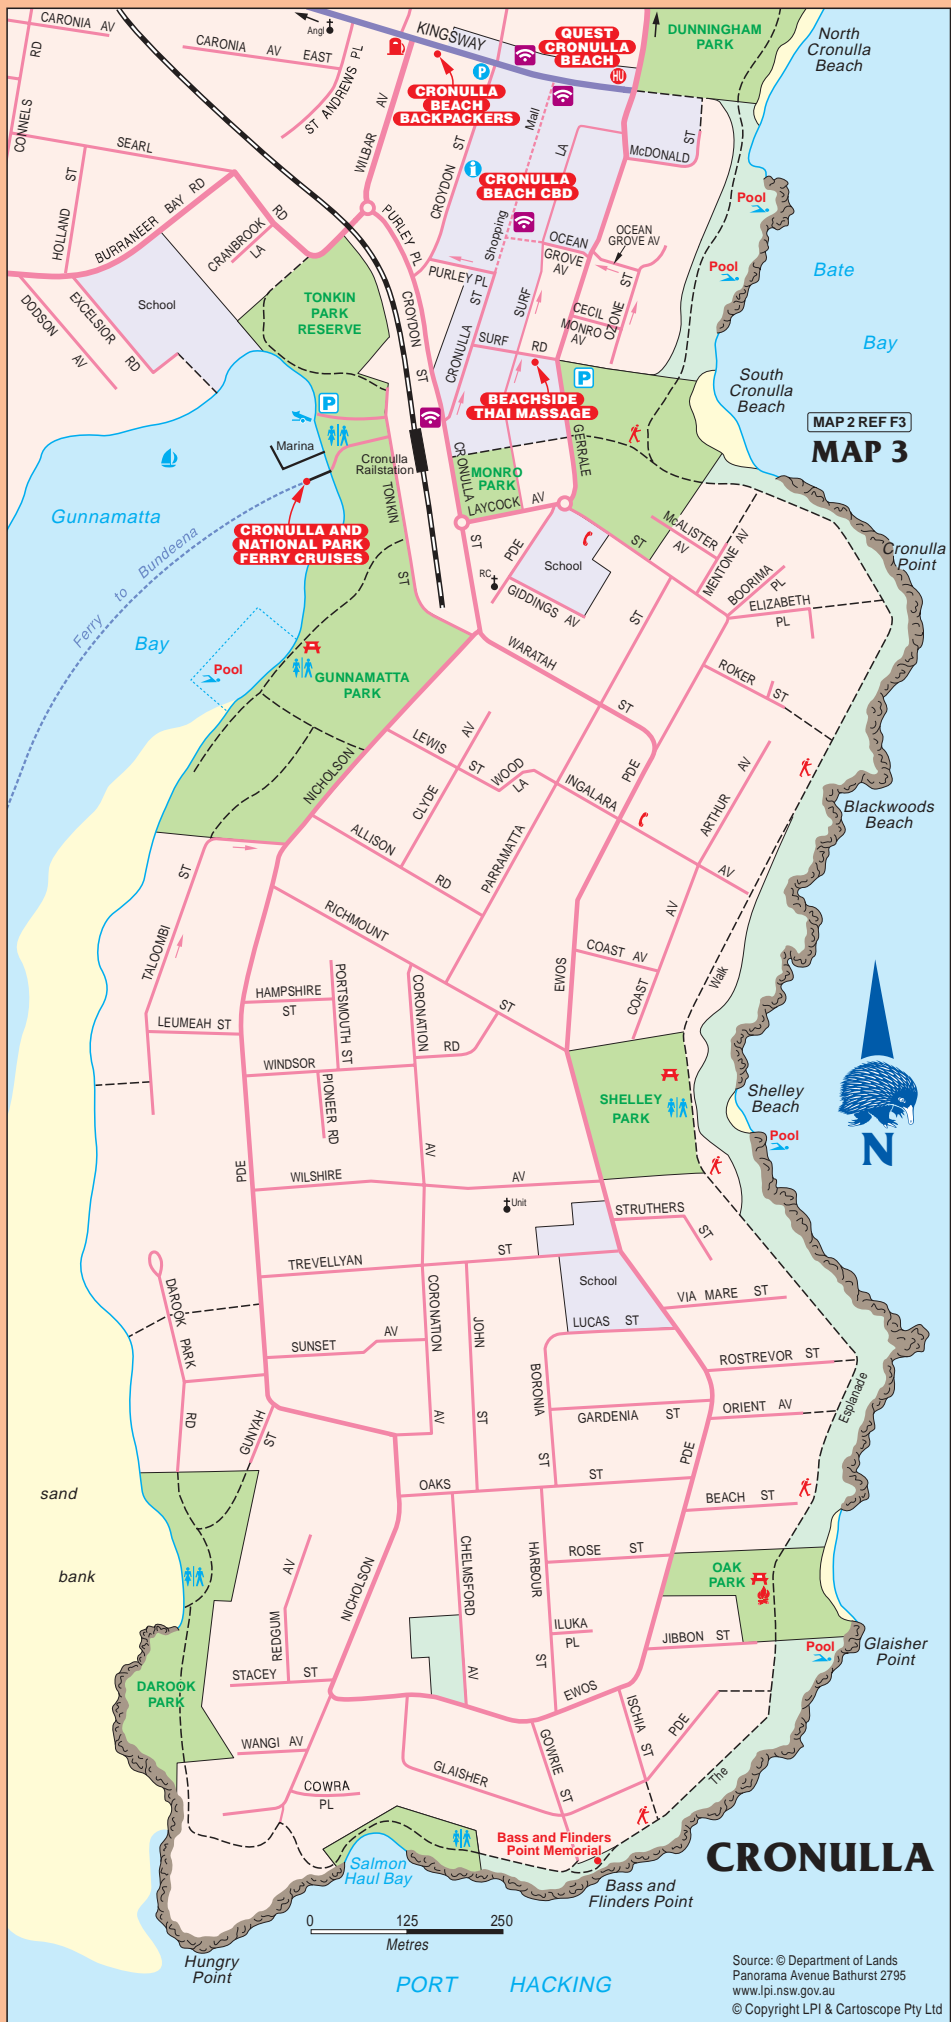 CARONIA AV
Angl
KINGSWAY
QUEST
CRONULLA
BEACH
DUNNINGHAM
PARK
North
Cronulla
Beach
RD
CARONIA AV
EAST
ST ANDREWS PL
P
HU
CRONULLA
BEACH
BACKPACKERS
CONNELS
AV
WILBAR
ST
CROYDON
Mall
LA
ST
McDONALD
SEARL
ST
HOLLAND
BURRANEER BAY RD
RD
CRANBROOK
LA
i
CRONULLA
BEACH CBD
Pool
PURLEY PL
Shopping
OCEAN
GROVE
AV
OCEAN
GROVE AV
Pool
Bate
Bay
PURLEY PL
ST
SURF
CECIL
MONRO
AV
ST
OZONE
DODSON
AV
EXCELSIOR
RD
School
TONKIN
PARK
RESERVE
CROYDON
ST
CRONULLA
SURF RD
South
Cronulla
Beach
P
BEACHSIDE
THAI MASSAGE
P
MAP 2 REF F3
MAP 3
Marina
Cronulla
Railstation
CRONULLA
MONRO
PARK
GERRALE
LAYCOCK AV
TONKIN
ST
Gunnamatta
Bay
CRONULLA AND
NATIONAL PARK
FERRY CRUISES
Ferry to Bundeena
ST
PDE
RC
School
GIDDINGS AV
ST
McALISTER
AV
MENTONE AV
BOORIMA
PL
ELIZABETH
PL
Cronulla
Point
ST
Pool
GUNNAMATTA
PARK
WARATAH
ST
ROKER
ST
NICHOLSON
LEWIS
ST
AV
CLYDE
WOOD
LA
INGALARA
AV
PDE
AV
ARTHUR
Blackwoods
Beach
ALLISON
RD
PARRAMATTA
ST
TALOOMBI
RICHMOUNT
ST
EWOS
COAST AV
AV
COAST
Walk
HAMPSHIRE
ST
PORTSMOUTH ST
CORONATION
LEUMEAH ST
WINDSOR
RD
PIONEER RD
SHELLEY
PARK
Shelley
Beach
Pool
N
PDE
AV
WILSHIRE
AV
Unit
STRUTHERS
ST
TREVELLYAN
ST
School
DAROOK
PARK
RD
CORONATION
AV
JOHN
ST
VIA MARE ST
LUCAS ST
SUNSET
AV
BORONIA
ST
ROSTREVOR ST
Esplanade
GUNYAH
ST
GARDENIA ST
ORIENT AV
PDE
OAKS
ST
BEACH ST
sand
bank
AV
REDGUM
NICHOLSON
CHELMSFORD
AV
HARBOUR
ST
ROSE ST
OAK
PARK
ILUKA
PL
JIBBON ST
Pool
Glaisher
Point
DAROOK
PARK
STACEY ST
EWOS
ISCHIA
ST
PDE
WANGI AV
GLAISHER
GOWRIE
ST
The
COWRA
PL
Bass and Flinders
Point Memorial
CRONULLA
Salmon
Haul Bay
Bass and
Flinders Point
0 125 250
Metres
Hungry
Point
PORT HACKING
Source: © Department of Lands
Panorama Avenue Bathurst 2795
www.lpi.nsw.gov.au
© Copyright LPI & Cartoscope Pty Ltd